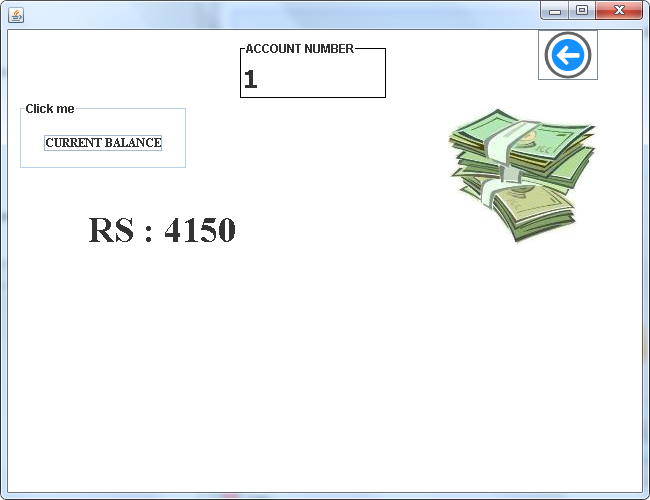 ACCOUNT NUMBER
1
Click me
CURRENT BALANCE
RS : 4150